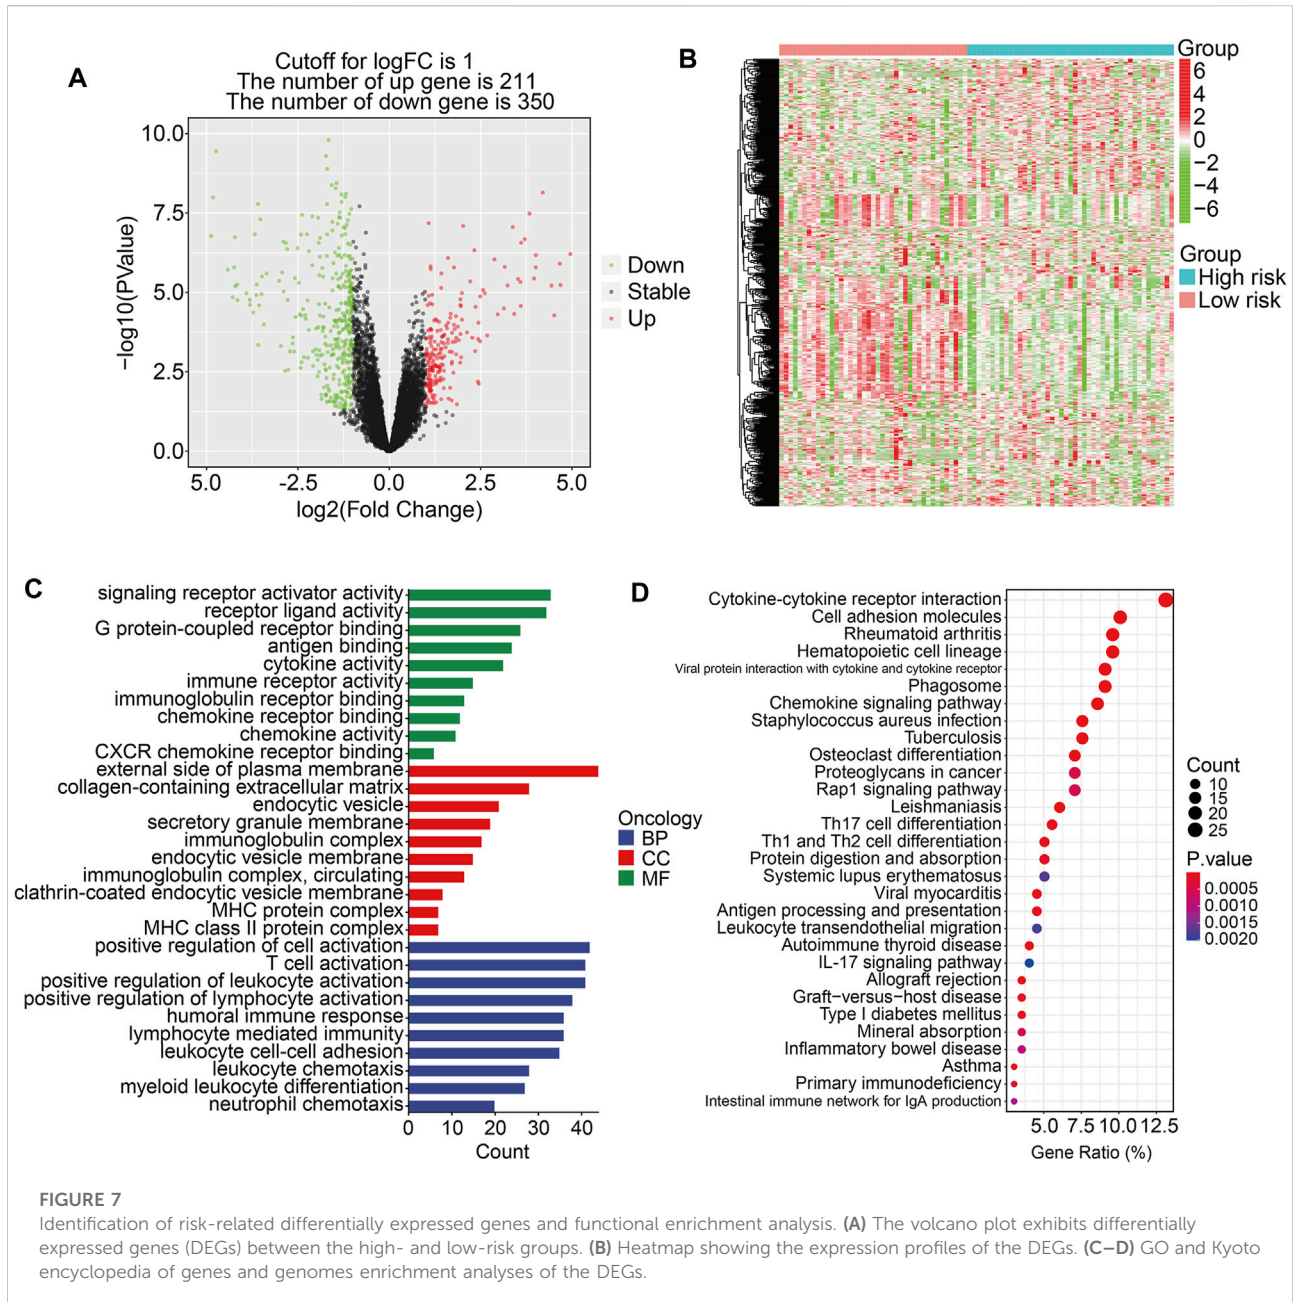 A
Cutoff for logFC is 1
The number of up gene is 211
The number of down gene is 350
10.0
7.5
5.0
2.5
0.0
−log10(PValue)
5.0
-2.5
0.0
2.5
5.0
log2(Fold Change)
Down
Stable
Up
B
Group
6
4
2
0
−2
−4
−6
Group
High risk
Low risk
C
signaling receptor activator activity
receptor ligand activity
G protein-coupled receptor binding
antigen binding
cytokine activity
immune receptor activity
immunoglobulin receptor binding
chemokine receptor binding
chemokine activity
CXCR chemokine receptor binding
external side of plasma membrane
collagen-containing extracellular matrix
endocytic vesicle
secretory granule membrane
immunoglobulin complex
endocytic vesicle membrane
immunoglobulin complex, circulating
clathrin-coated endocytic vesicle membrane
MHC protein complex
MHC class II protein complex
positive regulation of cell activation
T cell activation
positive regulation of leukocyte activation
positive regulation of lymphocyte activation
humoral immune response
lymphocyte mediated immunity
leukocyte cell-cell adhesion
leukocyte chemotaxis
myeloid leukocyte differentiation
neutrophil chemotaxis
0
10
20
30
40
Count
Oncology
BP
CC
MF
D
Cytokine-cytokine receptor interaction
Cell adhesion molecules
Rheumatoid arthritis
Hematopoietic cell lineage
Viral protein interaction with cytokine and cytokine receptor
Phagosome
Chemokine signaling pathway
Staphylococcus aureus infection
Tuberculosis
Osteoclast differentiation
Proteoglycans in cancer
Rap1 signaling pathway
Leishmaniasis
Th17 cell differentiation
Th1 and Th2 cell differentiation
Protein digestion and absorption
Systemic lupus erythematosus
Viral myocarditis
Antigen processing and presentation
Leukocyte transendothelial migration
Autoimmune thyroid disease
IL-17 signaling pathway
Allograft rejection
Graft−versus−host disease
Type I diabetes mellitus
Mineral absorption
Inflammatory bowel disease
Asthma
Primary immunodeficiency
Intestinal immune network for IgA production
5.0
7.5
10.0
12.5
Gene Ratio (%)
Count
10
15
20
25
P.value
0.0005
0.0010
0.0015
0.0020
FIGURE 7
Identification of risk-related differentially expressed genes and functional enrichment analysis. (A) The volcano plot exhibits differentially
expressed genes (DEGs) between the high- and low-risk groups. (B) Heatmap showing the expression profiles of the DEGs. (C–D) GO and Kyoto
encyclopedia of genes and genomes enrichment analyses of the DEGs.